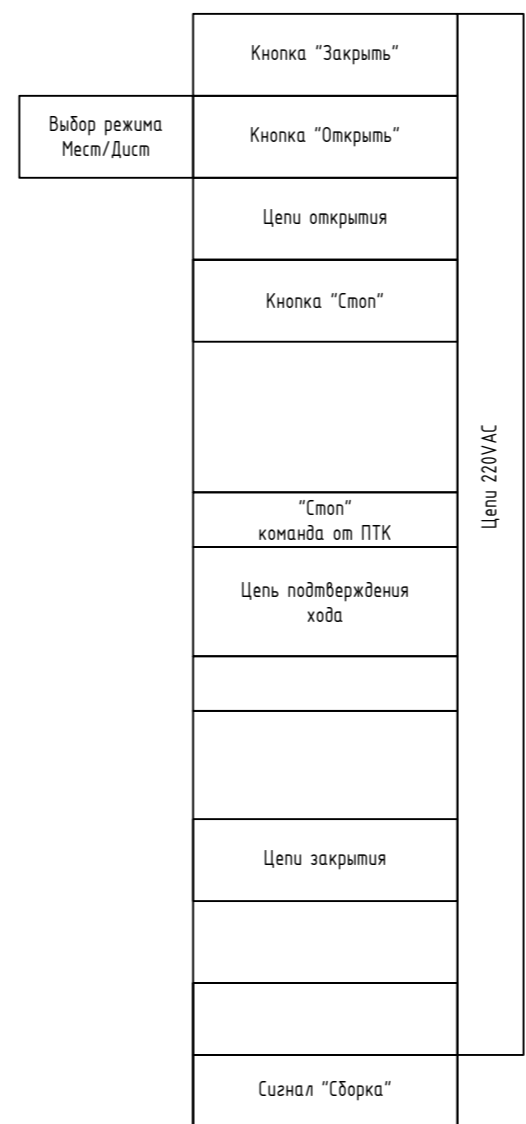 Кнопка "Закрыть"
Выбор режима
Мест/Дист
Кнопка "Открыть"
Цепи открытия
Кнопка "Стоп"
Цепи 220VAC
"Стоп"
команда от ПТК
Цепь подтверждения
хода
Цепи закрытия
Сигнал "Сборка"